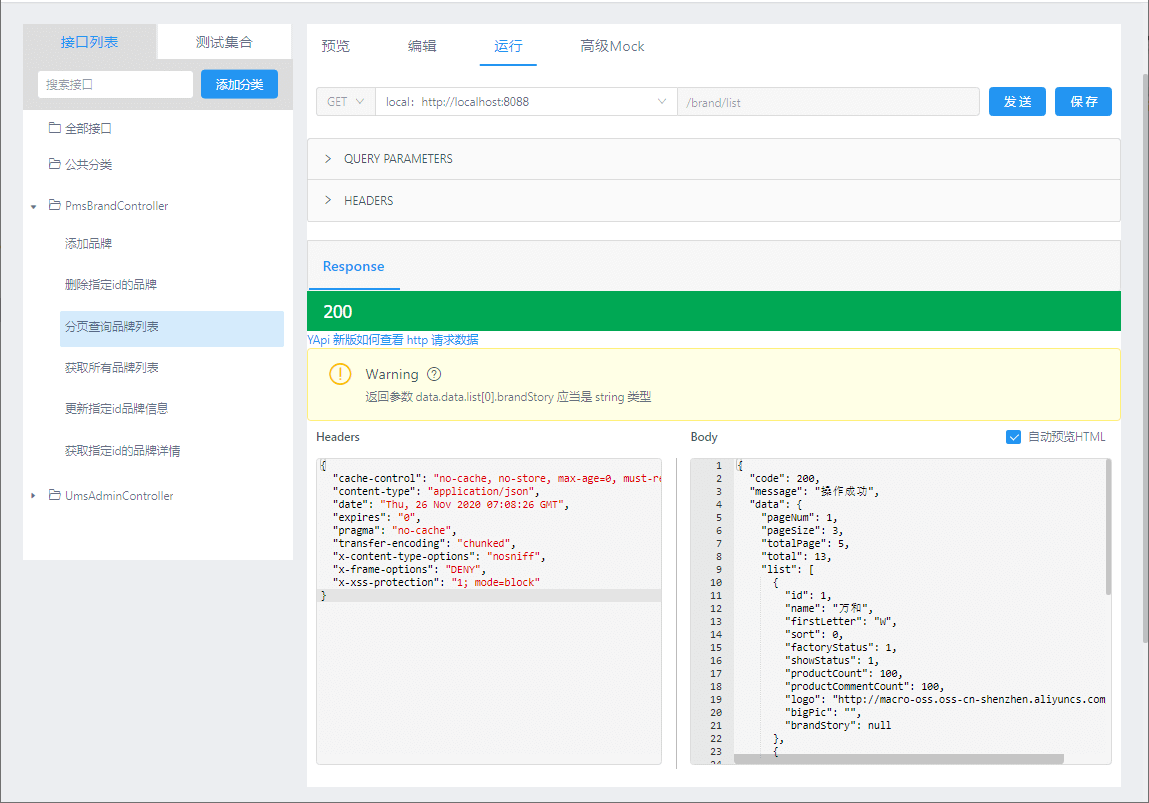 接口列表
测试集合
搜索接口
添加分类
全部接口
公共分类
PmsBrandController
添加品牌
删除指定id的品牌
分页查询品牌列表
获取所有品牌列表
更新指定id品牌信息
获取指定id的品牌详情
UmsAdminController
预览
编辑
运行
高级Mock
GET
local：http://localhost:8088
/brand/list
发 送
保 存
QUERY PARAMETERS
HEADERS
Response
200
YApi 新版如何查看 http 请求数据
Warning
返回参数 data.data.list[0].brandStory 应当是 string 类型
Headers
{
"cache-control": "no-cache, no-store, max-age=0, must-re
"content-type": "application/json",
"date": "Thu, 26 Nov 2020 07:08:26 GMT",
"expires": "0",
"pragma": "no-cache",
"transfer-encoding": "chunked",
"x-content-type-options": "nosniff",
"x-frame-options": "DENY",
"x-xss-protection": "1; mode=block"
}
Body
自动预览HTML
1 {
2 "code": 200,
3 "message": "操作成功",
4 "data": {
5 "pageNum": 1,
6 "pageSize": 3,
7 "totalPage": 5,
8 "total": 13,
9 "list": [
10 {
11 "id": 1,
12 "name": "万和",
13 "firstLetter": "W",
14 "sort": 0,
15 "factoryStatus": 1,
16 "showStatus": 1,
17 "productCount": 100,
18 "productCommentCount": 100,
19 "logo": "http://macro-oss.oss-cn-shenzhen.aliyuncs.com
20 "bigPic": "",
21 "brandStory": null
22 },
23 {
24